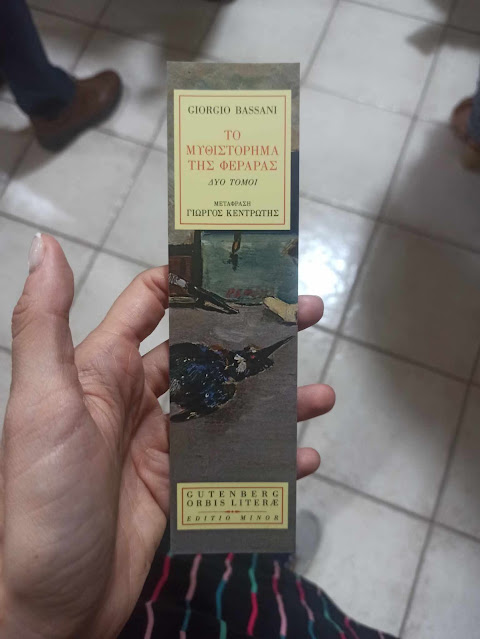 GIORGIO BASSANI
ΤΟ
ΜΥΘΙΣΤΟΡΗΜΑ
ΤΗΣ ΦΕΡΑΡΑΣ
ΔΥΟ ΤΟΜΟΙ
ΜΕΤΑΦΡΑΣΗ
ΓΙΩΡΓΟΣ ΚΕΝΤΡΩΤΗΣ
GUTENBERG
ORBIS LITERÆ
EDITIO MINOR